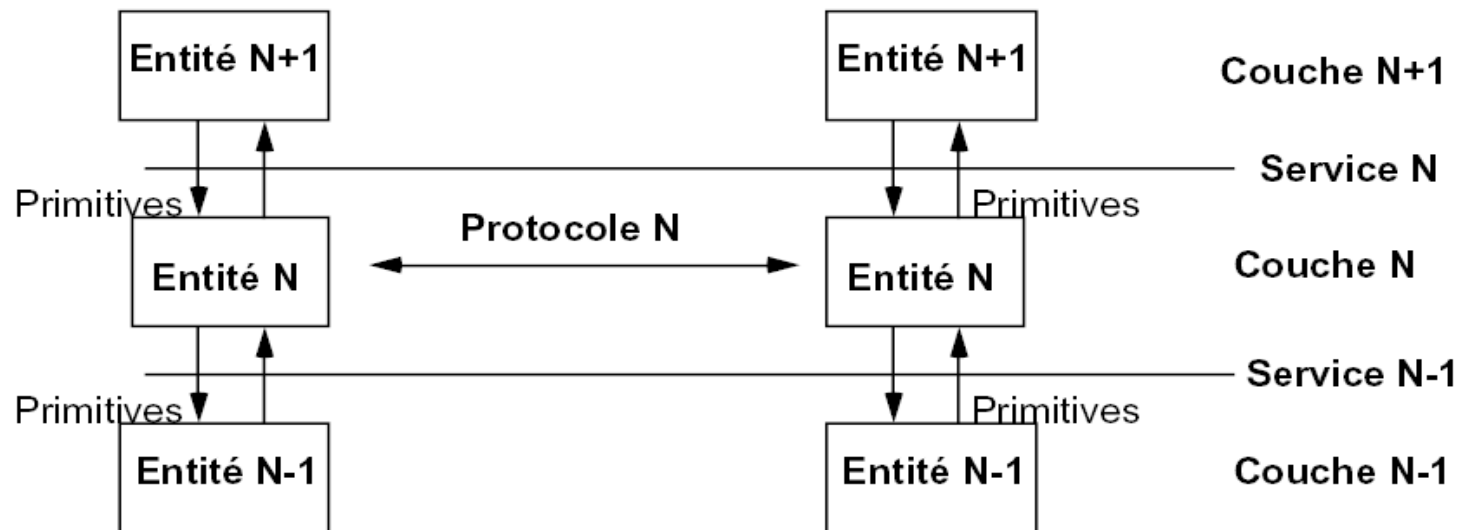 Entité N+1
Entité N+1
Couche N+1
Service N
Primitives
Primitives
Protocole N
Entité N
Entité N
Couche N
Service N-1
Primitives
Primitives
Entité N-1
Entité N-1
Couche N-1